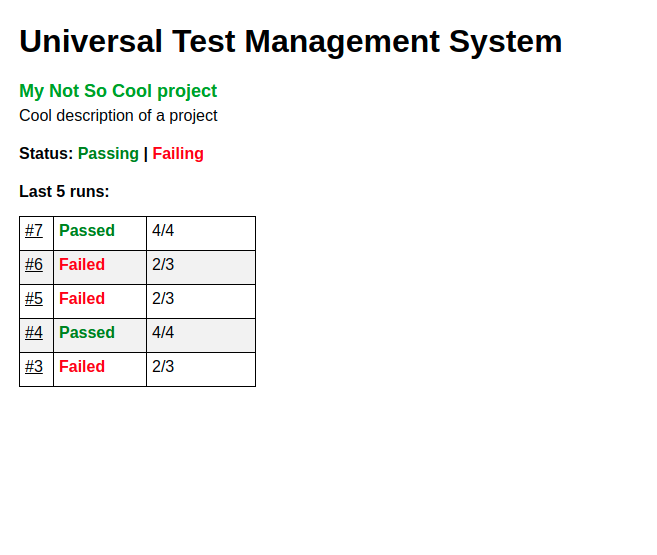 Universal Test Management System
My Not So Cool project
Cool description of a project
Status: Passing | Failing
Last 5 runs:
#7 Passed 4/4
#6 Failed 2/3
#5 Failed 2/3
#4 Passed 4/4
#3 Failed 2/3